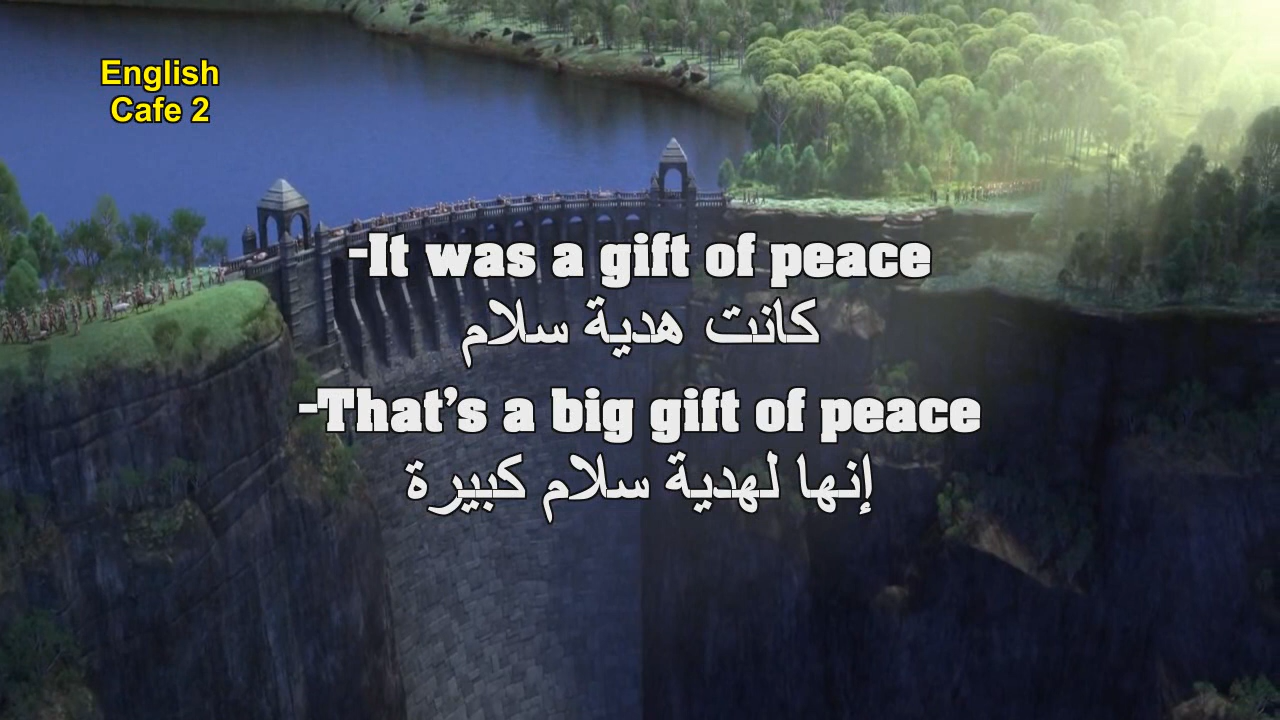 English
Cafe 2
-It was a gift of peace
كانت هدية سلام
-That's a big gift of peace
إنها لهدية سلام كبيرة